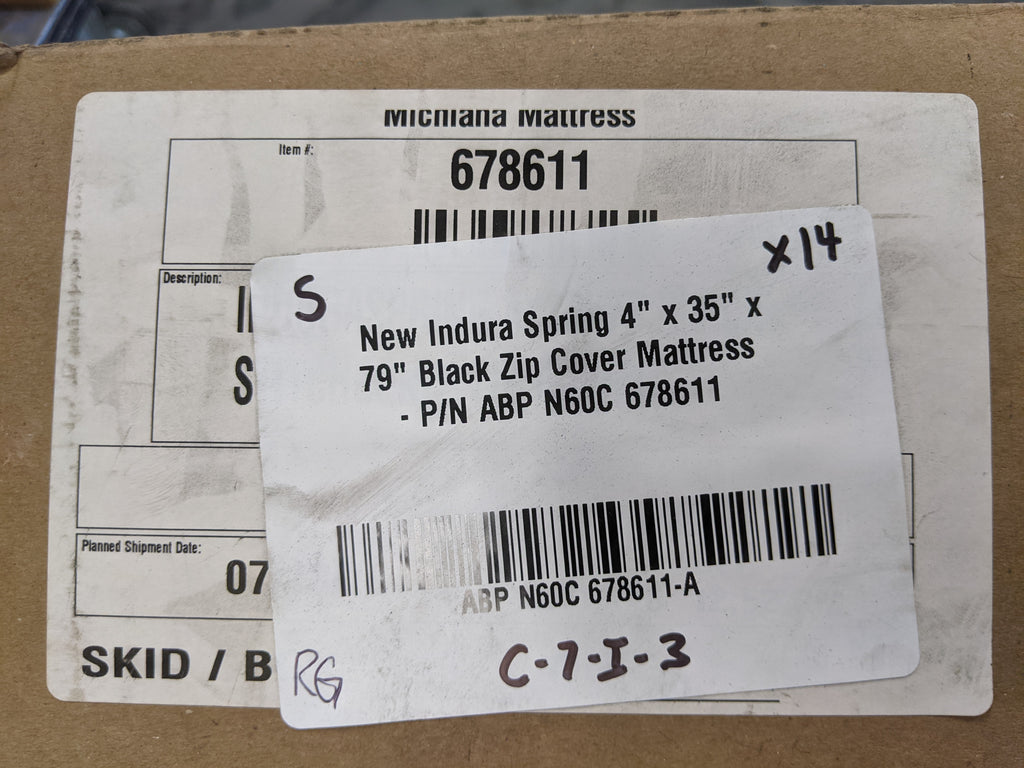 Michiana Mattress
Item #:
678611
Description:
S
x14
New Indura Spring 4" x 35" x
79" Black Zip Cover Mattress
- P/N ABP N60C 678611
ABP N60C 678611-A
C-7-I-3
RG
S
Planned Shipment Date:
07
SKID / B